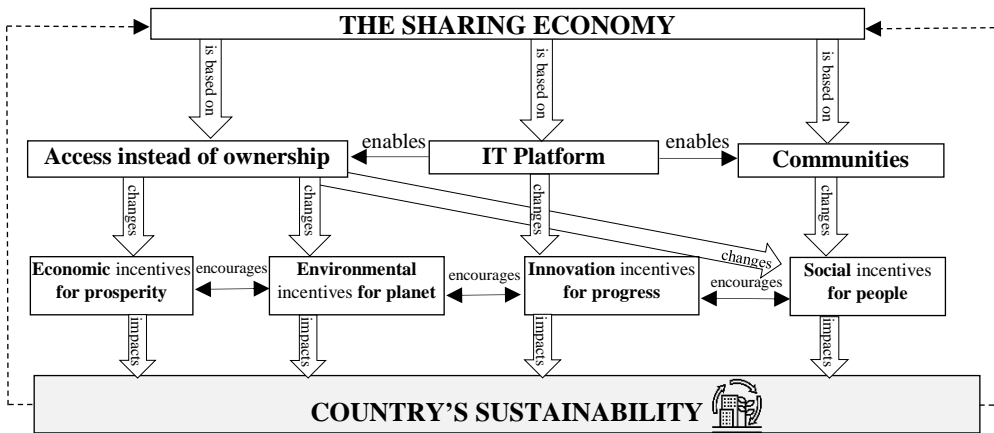 THE SHARING ECONOMY
is based on
is based on
is based on
Access instead of ownership
enables
IT Platform
enables
Communities
changes
changes
changes
changes
changes
Economic incentives
for prosperity
encourages
Environmental
incentives for planet
encourages
Innovation incentives
for progress
encourages
Social incentives
for people
impacts
impacts
impacts
impacts
COUNTRY'S SUSTAINABILITY